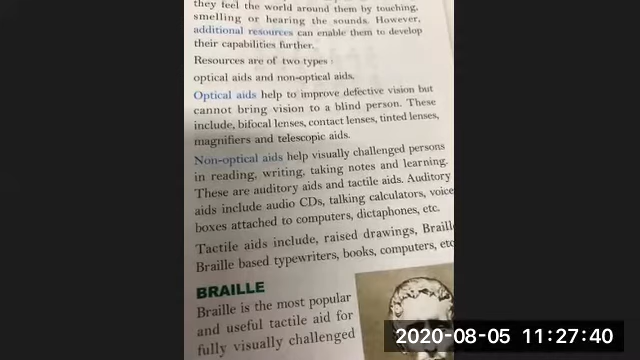 they feel the world around them by touching,
smelling or hearing the sounds. However,
additional resources can enable them to develop
their capabilities further.
Resources are of two types :
optical aids and non-optical aids.
Optical aids help to improve defective vision but
cannot bring vision to a blind person. These
include, bifocal lenses, contact lenses, tinted lenses,
magnifiers and telescopic aids.
Non-optical aids help visually challenged persons
in reading, writing, taking notes and learning.
These are auditory aids and tactile aids. Auditory
aids include audio CDs, talking calculators, voice
boxes attached to computers, dictaphones, etc.
Tactile aids include, raised drawings, Braill
Braille based typewriters, books, computers, etc
BRAILLE
Braille is the most popular
and useful tactile aid for
fully visually challenged
2020-08-05 11:27:40